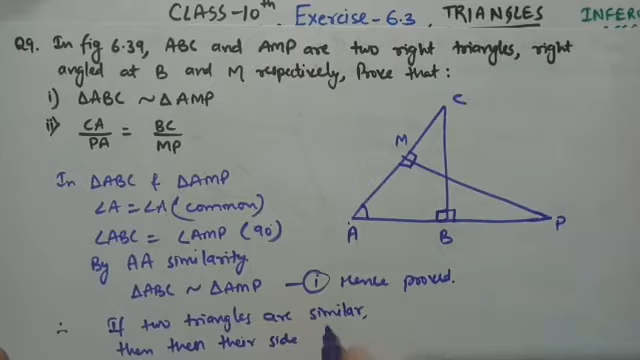 CLASS-10th Exercise-6.3, TRIANGLES INFERO
Q9. In fig 6.39, ABC and AMP are two right triangles, right
angled at B and M respectively, Prove that:
i) ΔABC ~ ΔAMP
ii) CA/PA = BC/MP
C
M
A
B
P
In ΔABC & ΔAMP
∠A = ∠A (common)
∠ABC = ∠AMP (90)
By AA similarity
ΔABC ~ ΔAMP — (i) Hence proved.
∴ If two triangles are similar,
then then their side